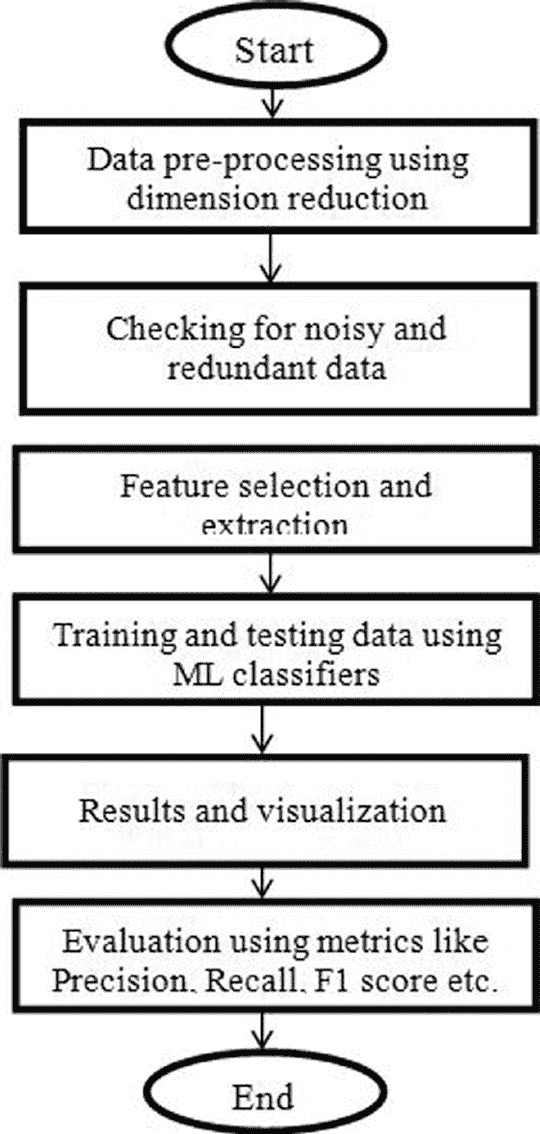 Start
Data pre-processing using
dimension reduction
Checking for noisy and
redundant data
Feature selection and
extraction
Training and testing data using
ML classifiers
Results and visualization
Evaluation using metrics like
Precision, Recall, F1 score etc.
End